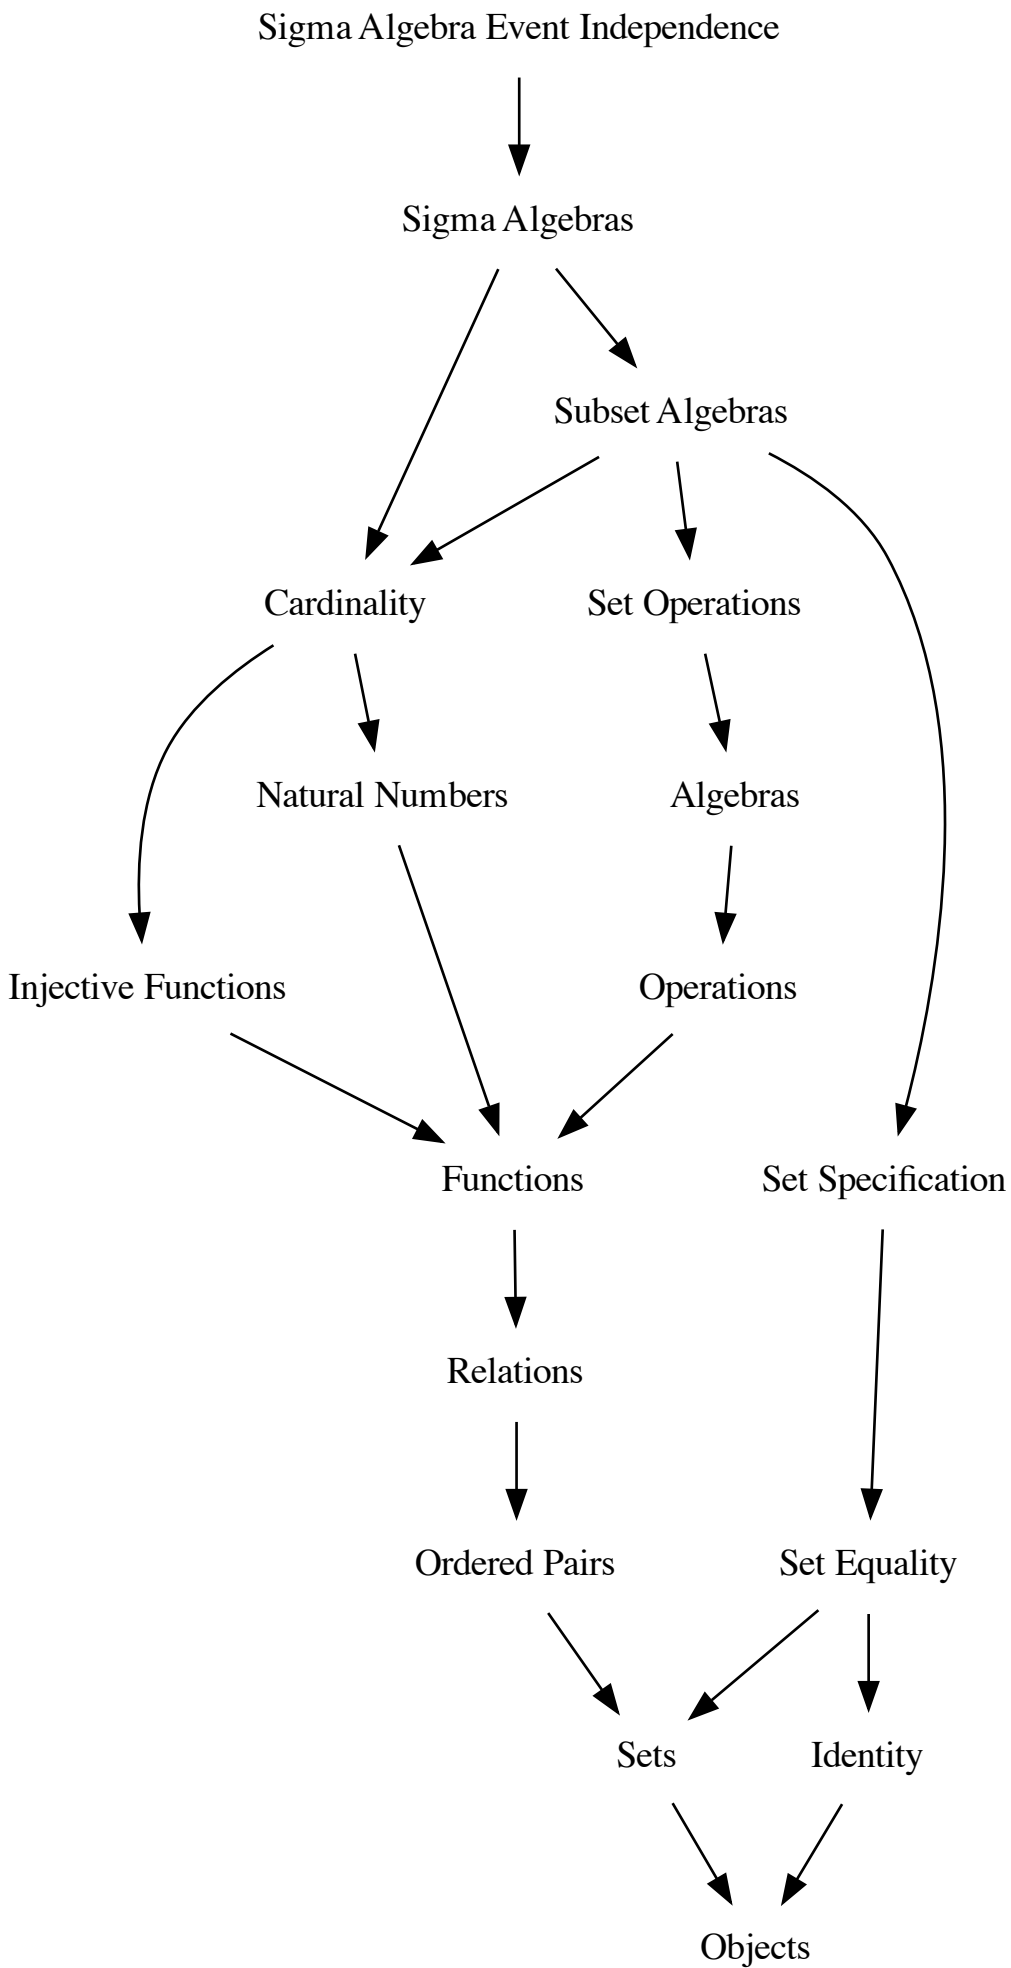 Sigma Algebra Event Independence
Sigma Algebras
Subset Algebras
Cardinality
Set Operations
Natural Numbers
Algebras
Injective Functions
Operations
Functions
Set Specification
Relations
Ordered Pairs
Set Equality
Sets
Identity
Objects